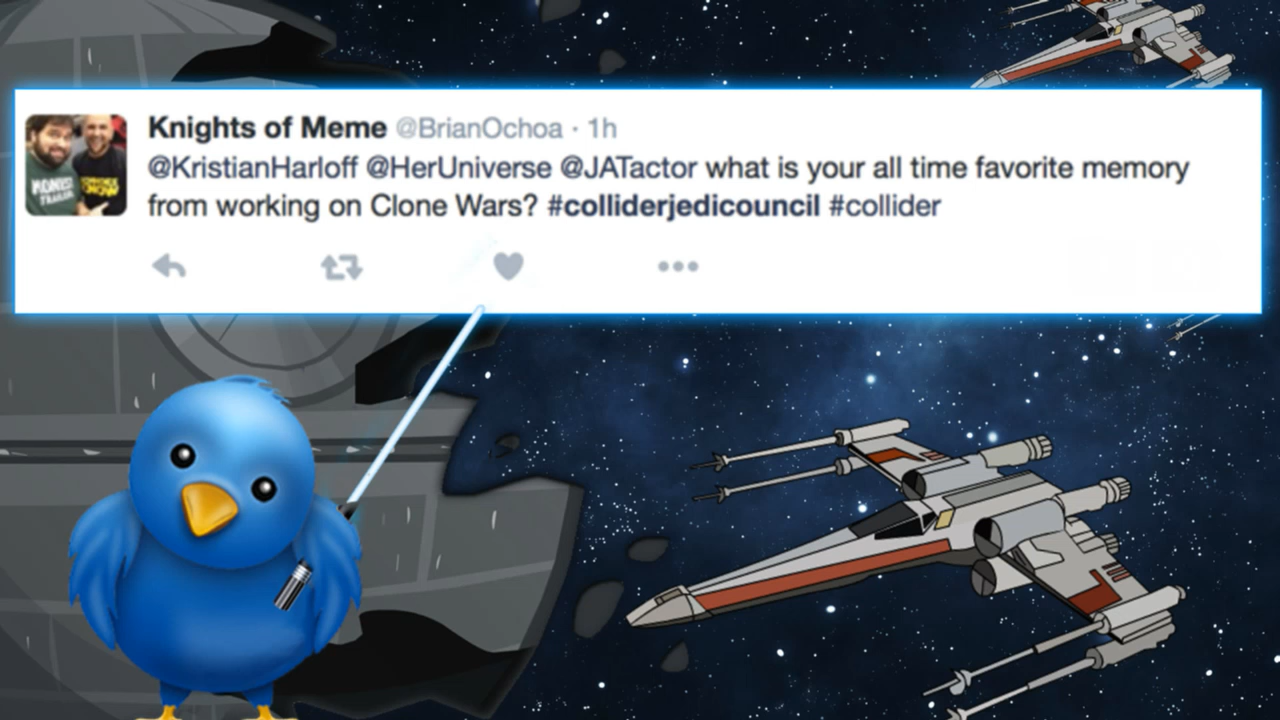 Knights of Meme @BrianOchoa · 1h
@KristianHarloff @HerUniverse @JATactor what is your all time favorite memory
from working on Clone Wars? #colliderjedicouncil #collider